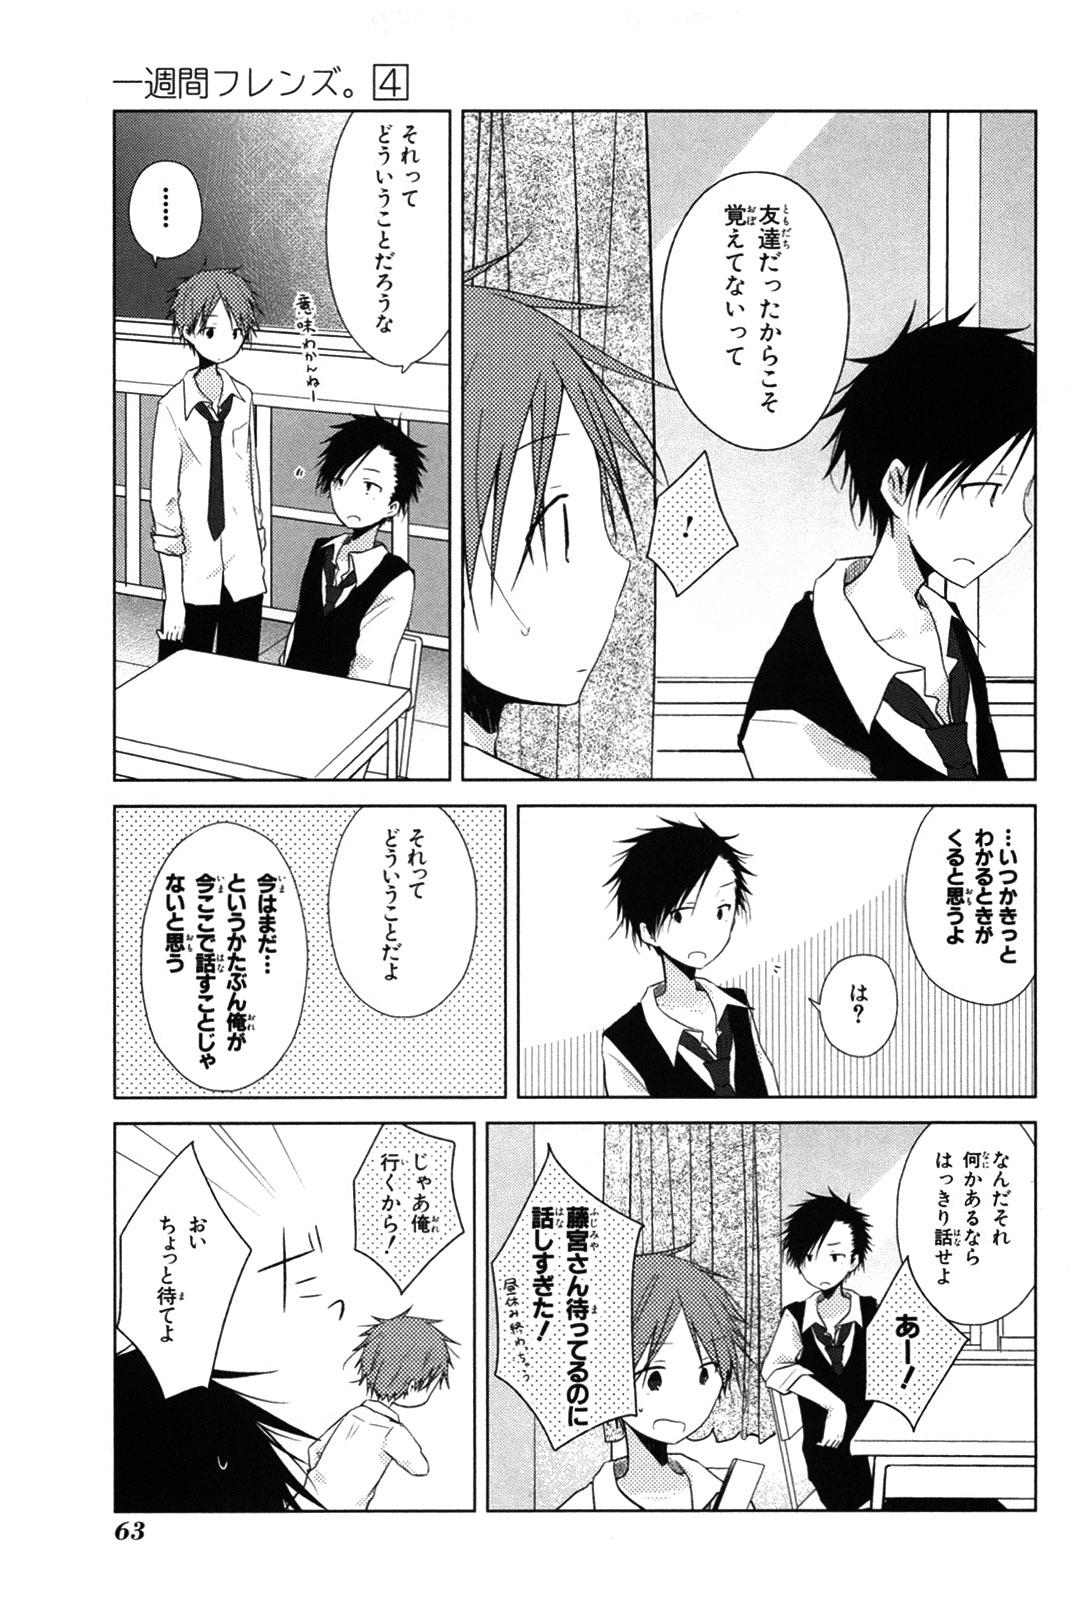 一週間フレンズ。4
友達だったからこそ
覚えてないって
！
それって
どういうことだろうな
意味わかんねー
……
…いつかきっと
わかるときが
くると思うよ
は？
それって
どういうことだよ
今はまだ…
というかたぶん俺が
今ここで話すことじゃ
ないと思う
なんだそれ
何かあるなら
はっきり話せよ
あー！
藤宮さん待ってるのに
話しすぎた！
昼休み終わちゃう
じゃあ俺
行くから！
ガ
おい
ちょっと待てよ
63